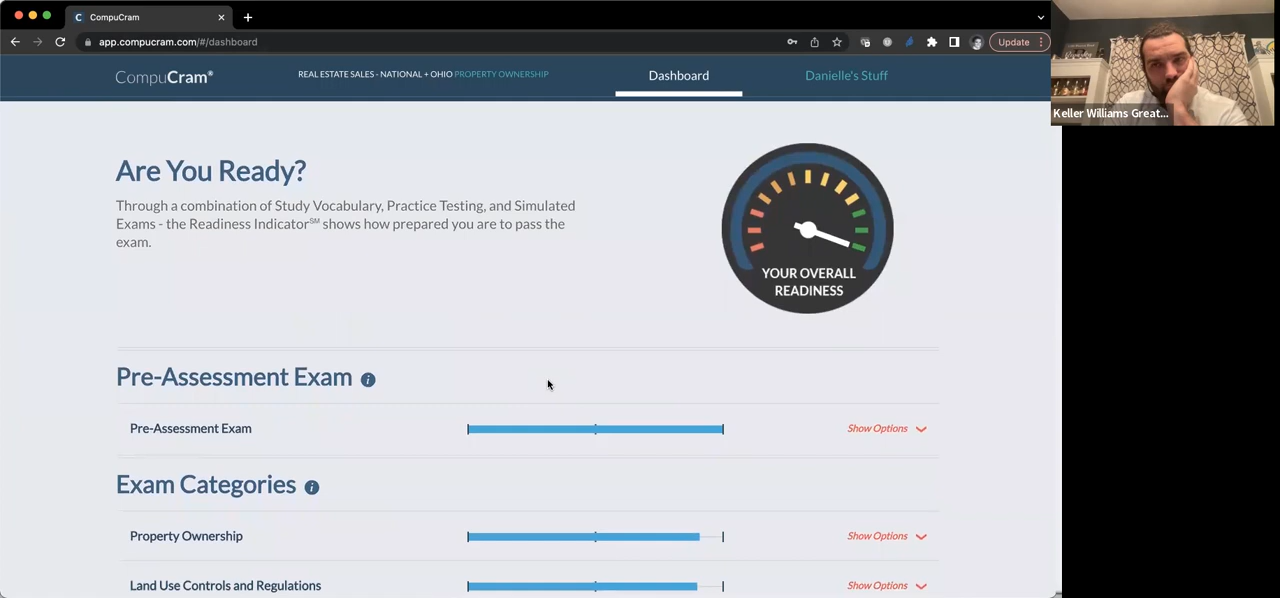 CompuCram
app.compucram.com/#/dashboard
Update
CompuCram®
REAL ESTATE SALES - NATIONAL + OHIO PROPERTY OWNERSHIP
Dashboard
Danielle's Stuff
Keller Williams Great...
Are You Ready?
Through a combination of Study Vocabulary, Practice Testing, and Simulated
Exams - the Readiness Indicator℠ shows how prepared you are to pass the
exam.
YOUR OVERALL
READINESS
Pre-Assessment Exam
Pre-Assessment Exam
Show Options
Exam Categories
Property Ownership
Show Options
Land Use Controls and Regulations
Show Options